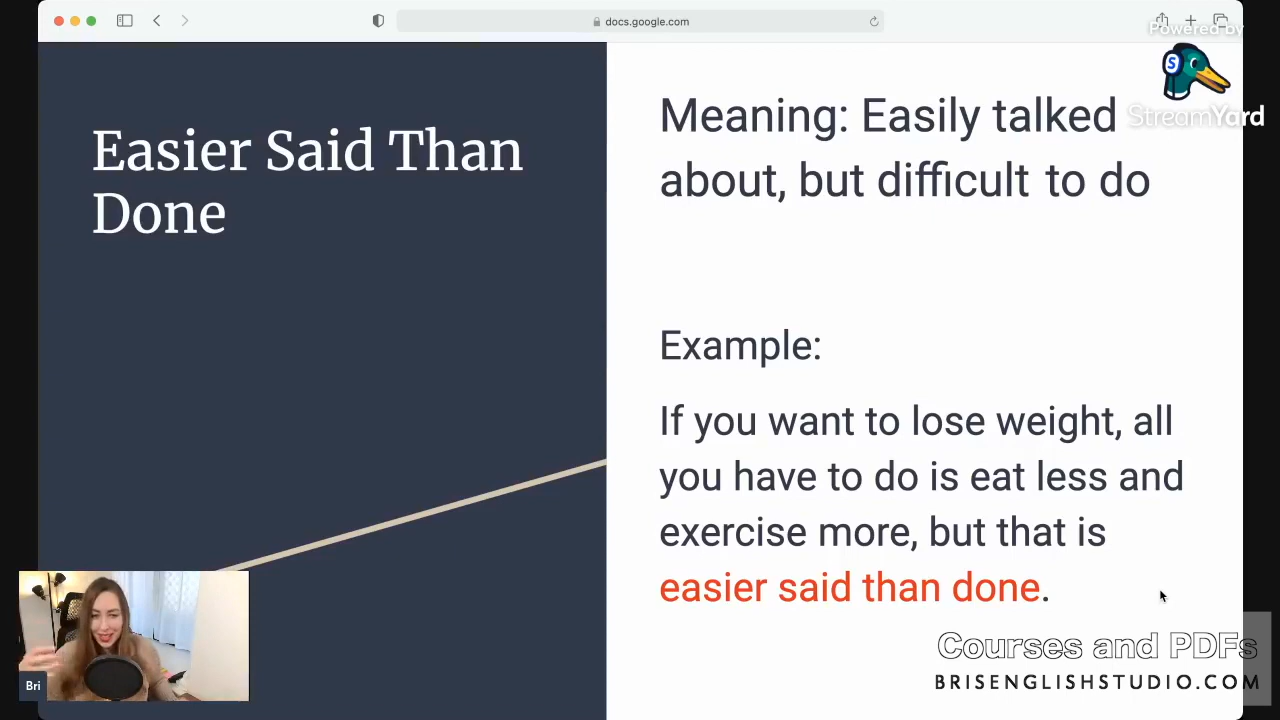 docs.google.com
Powered by
S
StreamYard
Easier Said Than
Done
Meaning: Easily talked
about, but difficult to do
Example:
If you want to lose weight, all
you have to do is eat less and
exercise more, but that is
easier said than done.
Bri
Courses and PDFs
BRISENGLISHSTUDIO.COM